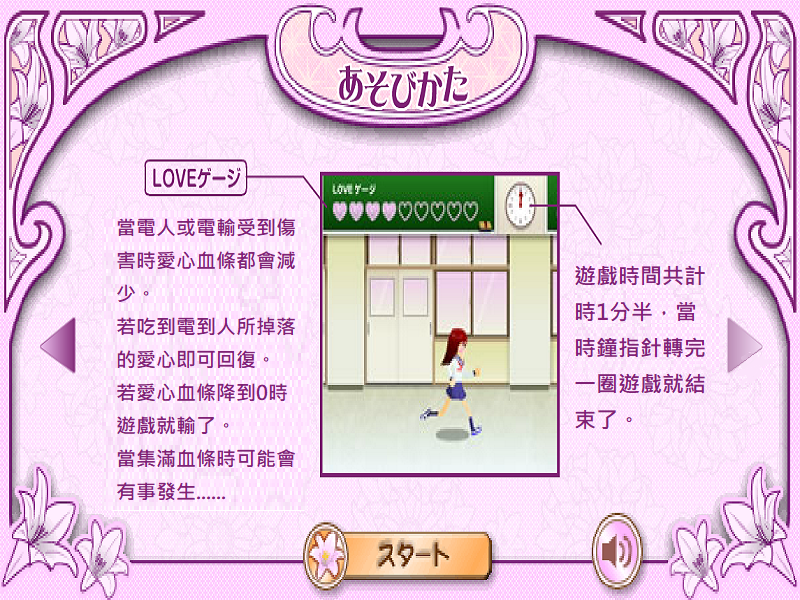 あそびかた
LOVEゲージ
LOVE ゲージ
當電人或電輸受到傷
害時愛心血條都會減
少。
若吃到電到人所掉落
的愛心即可回復。
若愛心血條降到0時
遊戲就輸了。
當集滿血條時可能會
有事發生......
遊戲時間共計
時1分半，當
時鐘指針轉完
一圈遊戲就結
束了。
スタート